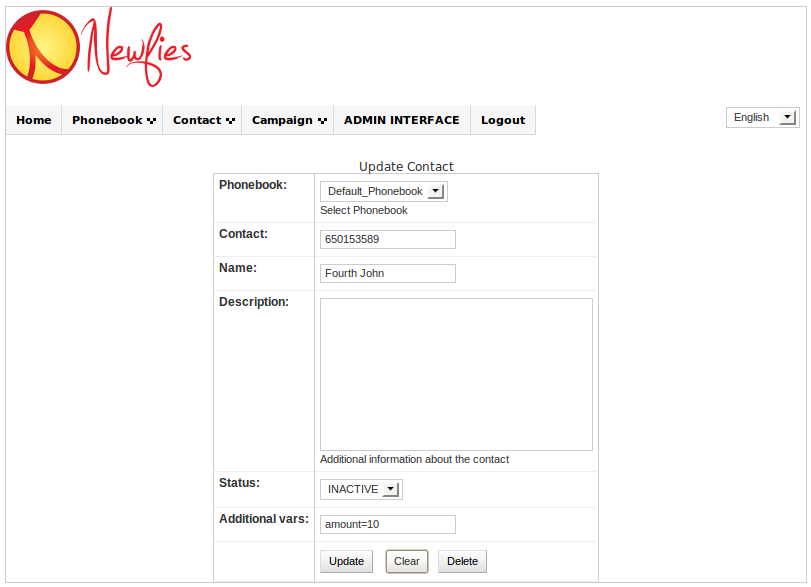 Newfies
Home Phonebook Contact Campaign ADMIN INTERFACE Logout English
Update Contact
Phonebook: Default_Phonebook
Select Phonebook
Contact: 650153589
Name: Fourth John
Description:
Additional information about the contact
Status: INACTIVE
Additional vars: amount=10
Update Clear Delete